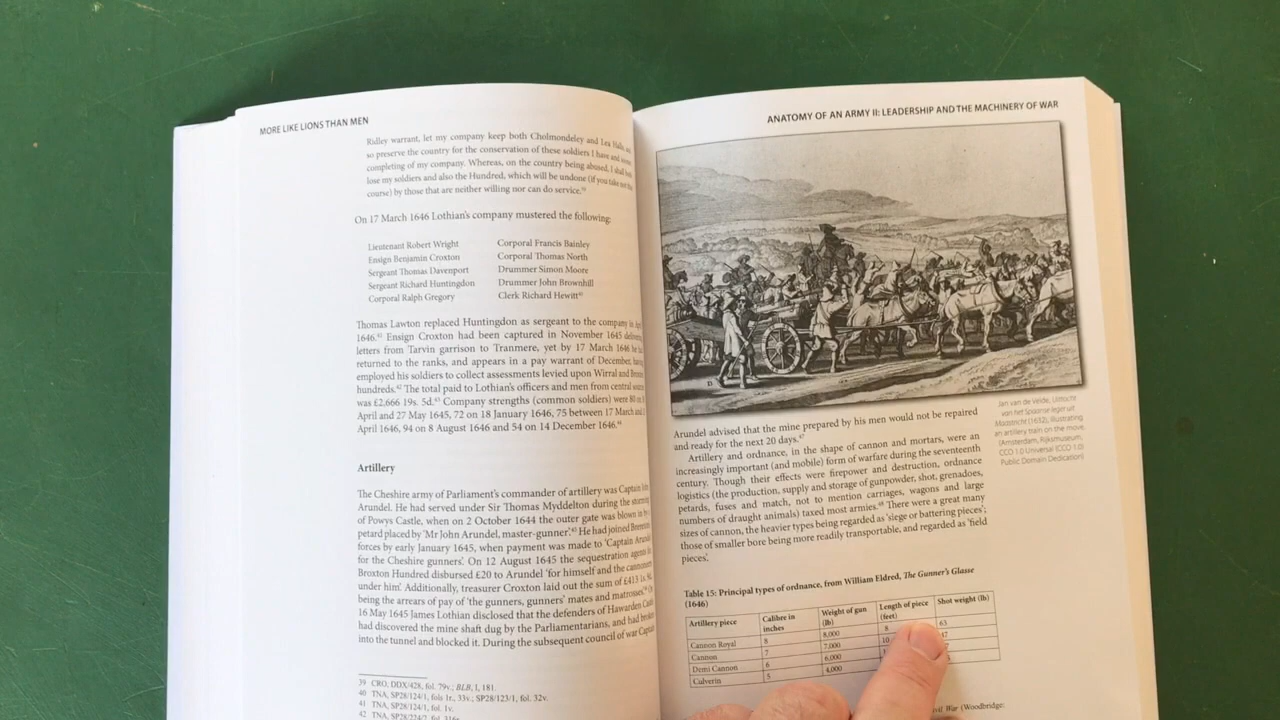 MORE LIKE LIONS THAN MEN
Ridley warrant, let my company keep both Cholmondeley and Lea Halls,
so preserve the country for the conservation of these soldiers I have and
completing of my company. Whereas, on the country being abused, I shall
lose my soldiers and also the Hundred, which will be undone (if you take not
course) by those that are neither willing nor can do service.³⁹
On 17 March 1646 Lothian's company mustered the following:
Lieutenant Robert Wright
Ensign Benjamin Croxton
Sergeant Thomas Davenport
Sergeant Richard Huntingdon
Corporal Ralph Gregory
Corporal Francis Bainley
Corporal Thomas North
Drummer Simon Moore
Drummer John Brownhill
Clerk Richard Hewitt⁴⁰
Thomas Lawton replaced Huntingdon as sergeant to the company in
1646.⁴¹ Ensign Croxton had been captured in November 1645
letters from Tarvin garrison to Tranmere, yet by 17 March 1646 he
returned to the ranks, and appears in a pay warrant of December,
employed his soldiers to collect assessments levied upon Wirral and
hundreds.⁴² The total paid to Lothian's officers and men from central
was £2,666 19s. 5d.⁴³ Company strengths (common soldiers) were 80 on
April and 27 May 1645, 72 on 18 January 1646, 75 between 17 March and
April 1646, 94 on 8 August 1646 and 54 on 14 December 1646.⁴⁴
Artillery
The Cheshire army of Parliament's commander of artillery was Captain
Arundel. He had served under Sir Thomas Myddelton during the
of Powys Castle, when on 2 October 1644 the outer gate was blown in by
petard placed by 'Mr John Arundel, master-gunner'.⁴⁵ He had joined
forces by early January 1645, when payment was made to 'Captain
for the Cheshire gunners'. On 12 August 1645 the sequestration agents
Broxton Hundred disbursed £20 to Arundel 'for himself and the
under him'. Additionally, treasurer Croxton laid out the sum of £413
being the arrears of pay of 'the gunners, gunners' mates and matrosses'.
16 May 1645 James Lothian disclosed that the defenders of Hawarden
had discovered the mine shaft dug by the Parliamentarians, and had
into the tunnel and blocked it. During the subsequent council of war
39 CRO, DDX/428, fol. 79v.; BLB, I, 181
40 TNA, SP28/124/1, fols 1r., 33v.; SP28/123/1, fol. 32v.
41 TNA, SP28/124/1, fol. 1v.
42 TNA, SP28/224/2, fol.
ANATOMY OF AN ARMY II: LEADERSHIP AND THE MACHINERY OF WAR
D
Jan van de Velde, Uittocht
van het Spaanse leger uit
Maastricht (1632), illustrating
an artillery train on the move.
(Amsterdam, Rijksmuseum,
CC0 1.0 Universal (CC0 1.0)
Public Domain Dedication)
Arundel advised that the mine prepared by his men would not be repaired
and ready for the next 20 days.⁴⁷
Artillery and ordnance, in the shape of cannon and mortars, were an
increasingly important (and mobile) form of warfare during the seventeenth
century. Though their effects were firepower and destruction, ordnance
logistics (the production, supply and storage of gunpowder, shot, grenades,
petards, fuses and match, not to mention carriages, wagons and large
numbers of draught animals) taxed most armies.⁴⁸ There were a great many
sizes of cannon, the heavier types being regarded as 'siege or battering pieces';
those of smaller bore being more readily transportable, and regarded as 'field
pieces'.
Table 15: Principal types of ordnance, from William Eldred, The Gunner's Glasse
(1646)
Artillery piece Calibre in inches Weight of gun (lb) Length of piece (feet) Shot weight (lb)
Cannon Royal 8 8,000 8 63
Cannon 7 7,000 10 47
Demi Cannon 6 6,000
Culverin 5 4,000
War (Woodbridge: